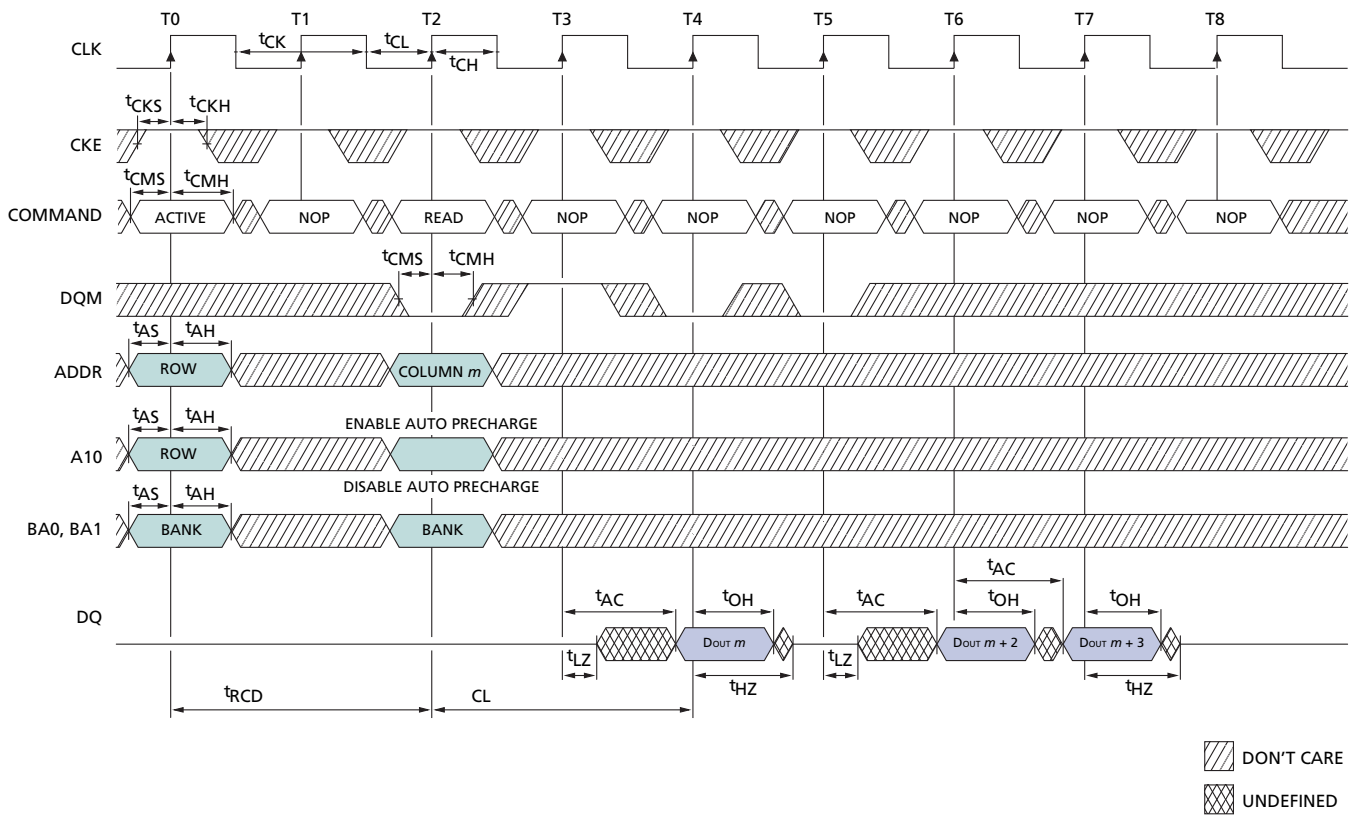 T0 T1 T2 T3 T4 T5 T6 T7 T8
CLK
tCK tCL
tCH
tCKS tCKH
CKE
tCMS tCMH
COMMAND ACTIVE NOP READ NOP NOP NOP NOP NOP NOP
tCMS tCMH
DQM
tAS tAH
ADDR ROW COLUMN m
tAS tAH ENABLE AUTO PRECHARGE
A10 ROW
DISABLE AUTO PRECHARGE
tAS tAH
BA0, BA1 BANK BANK
tAC
tAC tOH tAC tOH tOH
DQ
DOUT m DOUT m + 2 DOUT m + 3
tLZ tLZ
tHZ tHZ
tRCD CL
DON'T CARE
UNDEFINED